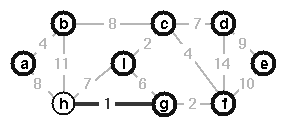 b 8 c 7 d
4 2 9
11 4 14
a l e
8 7 6 10
h 1 g 2 f